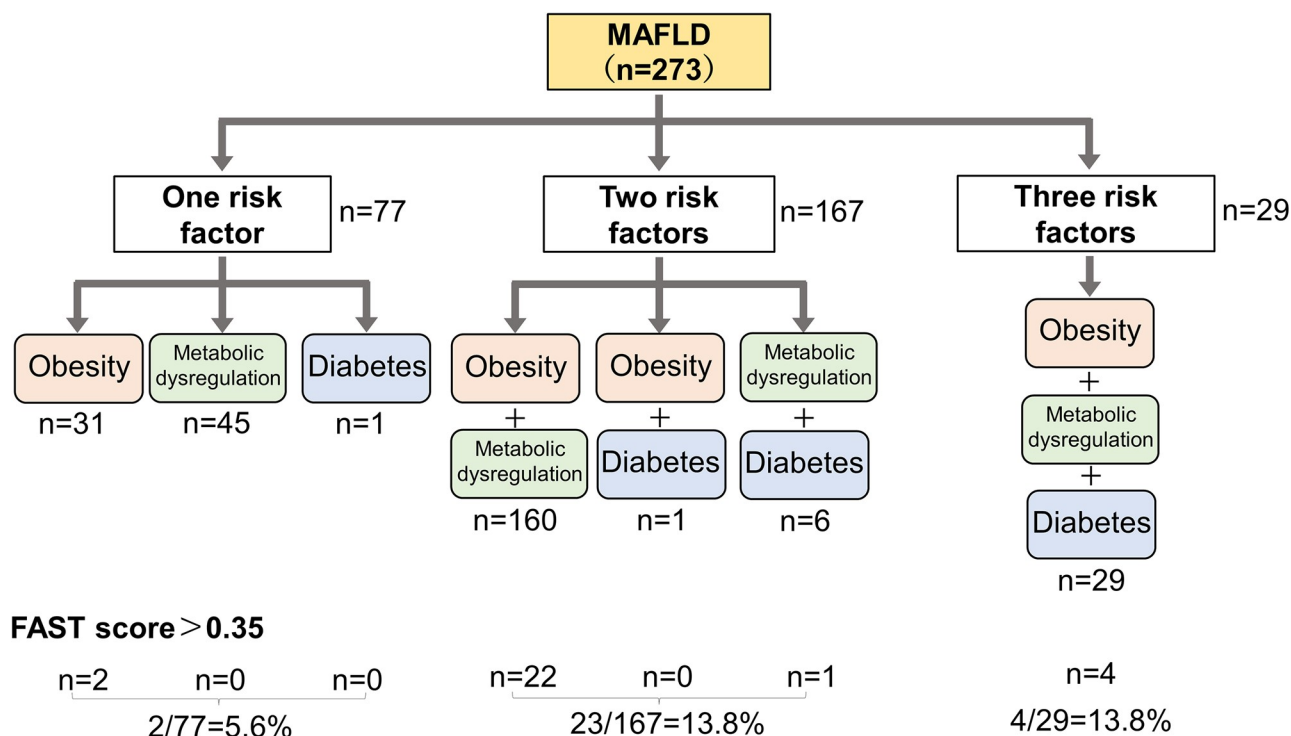 MAFLD
（n=273）
One risk
factor
n=77
Two risk
factors
n=167
Three risk
factors
n=29
Obesity
n=31
Metabolic
dysregulation
n=45
Diabetes
n=1
Obesity
+
Metabolic
dysregulation
n=160
Obesity
+
Diabetes
n=1
Metabolic
dysregulation
+
Diabetes
n=6
Obesity
+
Metabolic
dysregulation
+
Diabetes
n=29
FAST score＞0.35
n=2 n=0 n=0
2/77=5.6%
n=22 n=0 n=1
23/167=13.8%
n=4
4/29=13.8%